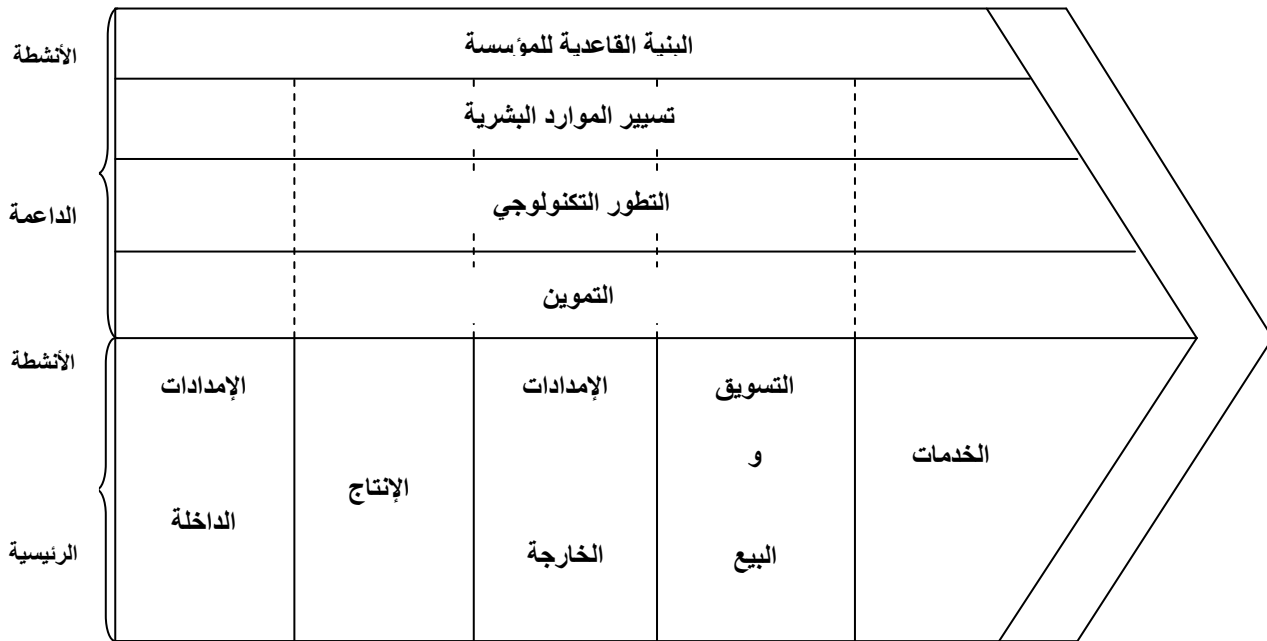 الأنشطة
الداعمة
البنية القاعدية للمؤسسة
تسيير الموارد البشرية
التطور التكنولوجي
التموين
الأنشطة
الرئيسية
الإمدادات
الداخلة
الإنتاج
الإمدادات
الخارجة
التسويق
و
البيع
الخدمات